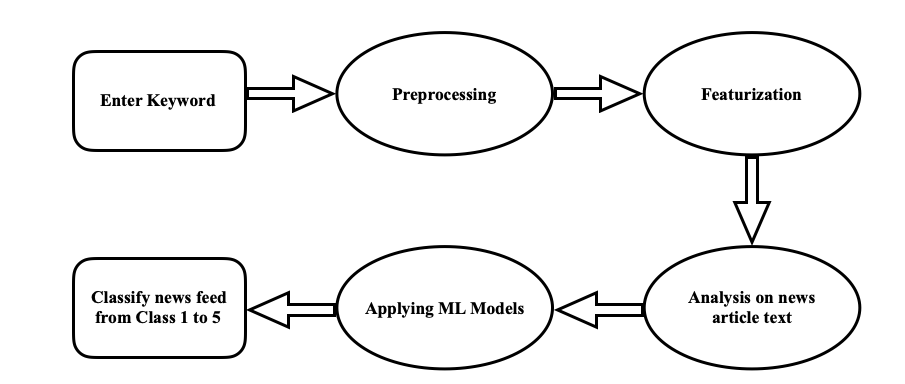 Enter Keyword
Preprocessing
Featurization
Analysis on news
article text
Applying ML Models
Classify news feed
from Class 1 to 5